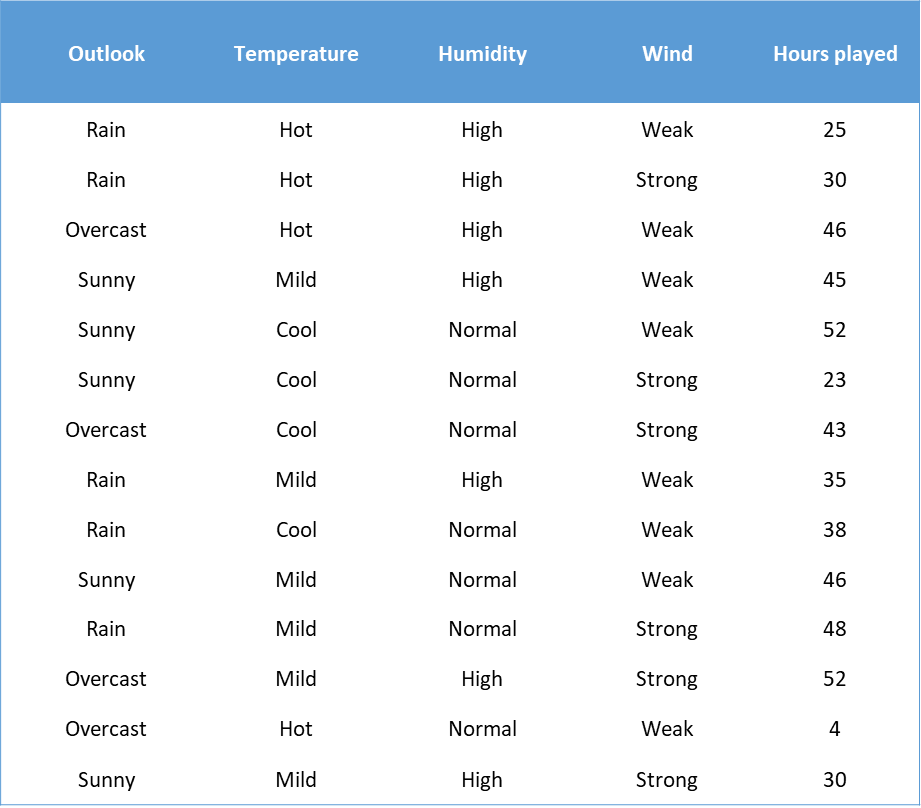 Outlook Temperature Humidity Wind Hours played
Rain Hot High Weak 25
Rain Hot High Strong 30
Overcast Hot High Weak 46
Sunny Mild High Weak 45
Sunny Cool Normal Weak 52
Sunny Cool Normal Strong 23
Overcast Cool Normal Strong 43
Rain Mild High Weak 35
Rain Cool Normal Weak 38
Sunny Mild Normal Weak 46
Rain Mild Normal Strong 48
Overcast Mild High Strong 52
Overcast Hot Normal Weak 4
Sunny Mild High Strong 30